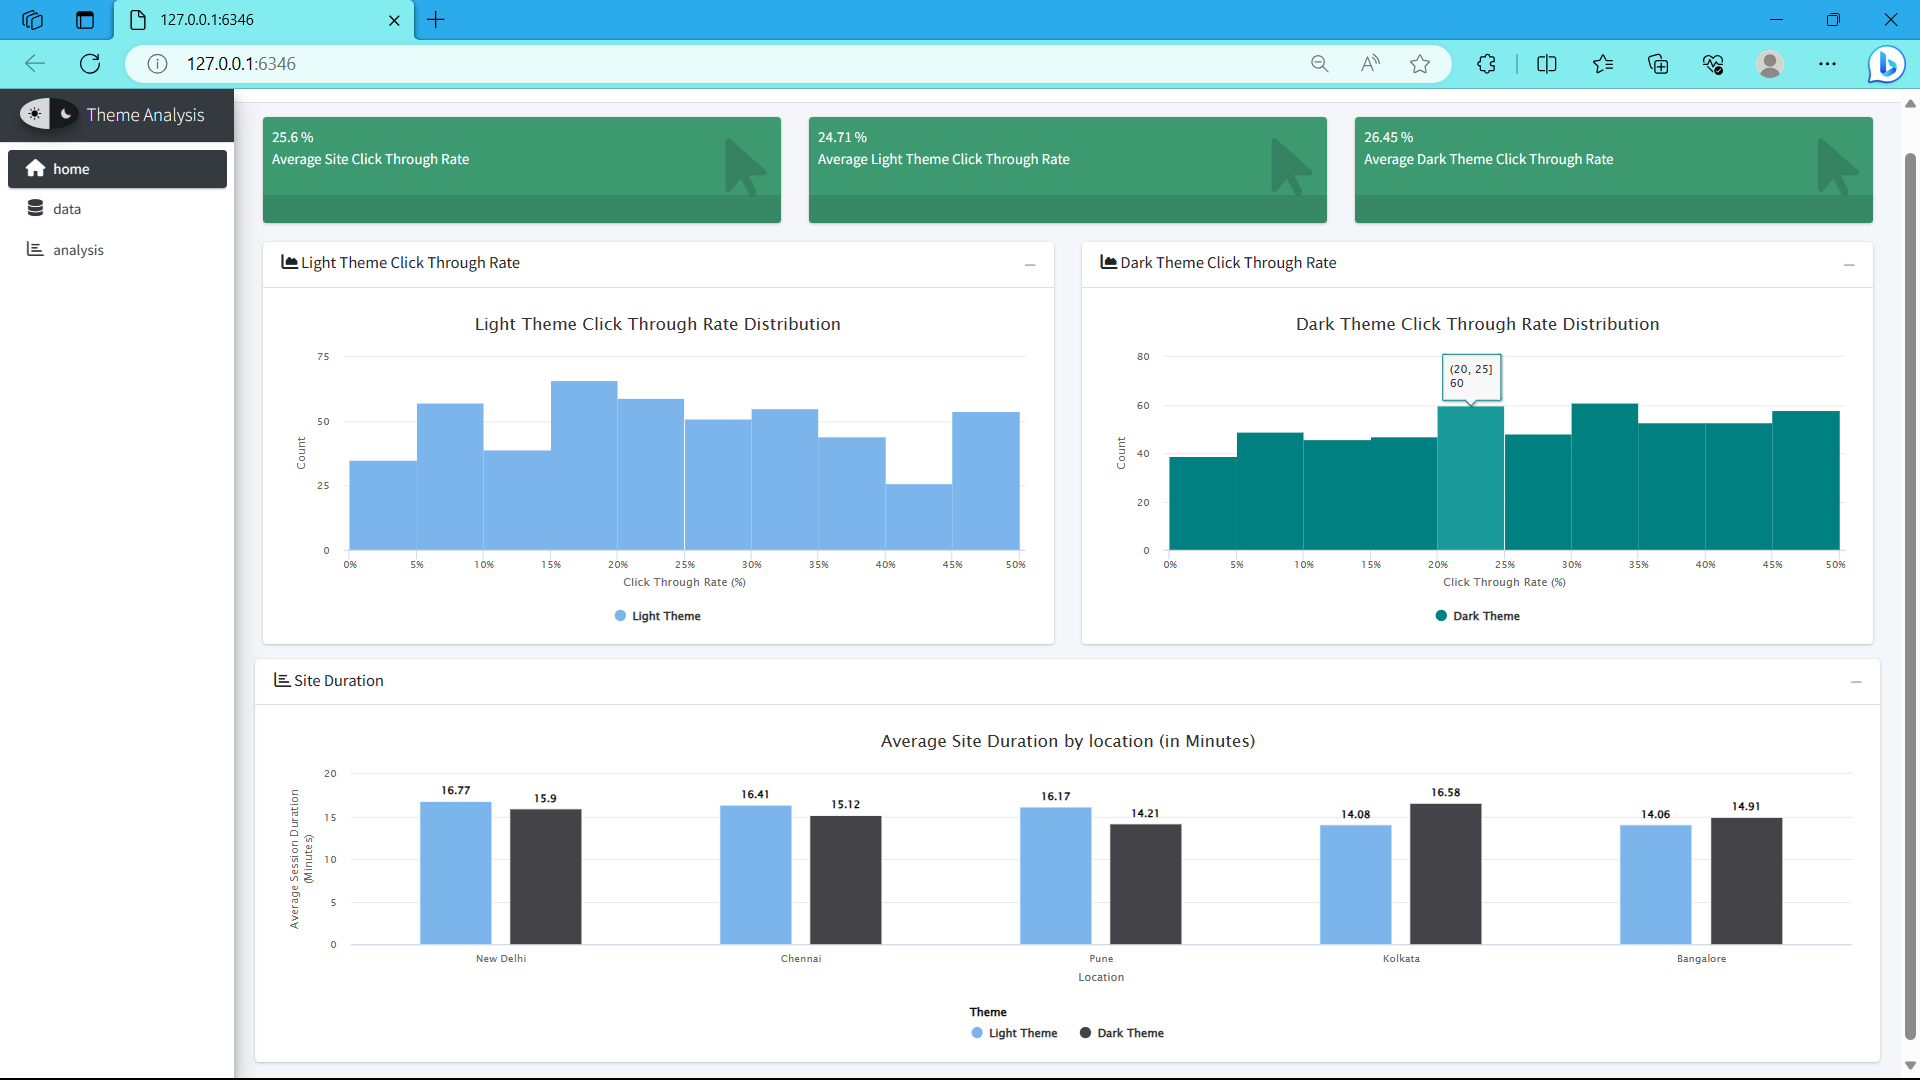 127.0.0.1:6346
127.0.0.1:6346
Theme Analysis
home
data
analysis
25.6 %
Average Site Click Through Rate
24.71 %
Average Light Theme Click Through Rate
26.45 %
Average Dark Theme Click Through Rate
Light Theme Click Through Rate
Light Theme Click Through Rate Distribution
75
50
25
0
Count
0% 5% 10% 15% 20% 25% 30% 35% 40% 45% 50%
Click Through Rate (%)
Light Theme
Dark Theme Click Through Rate
Dark Theme Click Through Rate Distribution
(20, 25]
60
80
60
40
20
0
Count
0% 5% 10% 15% 20% 25% 30% 35% 40% 45% 50%
Click Through Rate (%)
Dark Theme
Site Duration
Average Site Duration by location (in Minutes)
Average Session Duration
(Minutes)
20
15
10
5
0
16.77 15.9 16.41 15.12 16.17 14.21 14.08 16.58 14.06 14.91
New Delhi Chennai Pune Kolkata Bangalore
Location
Theme
Light Theme Dark Theme